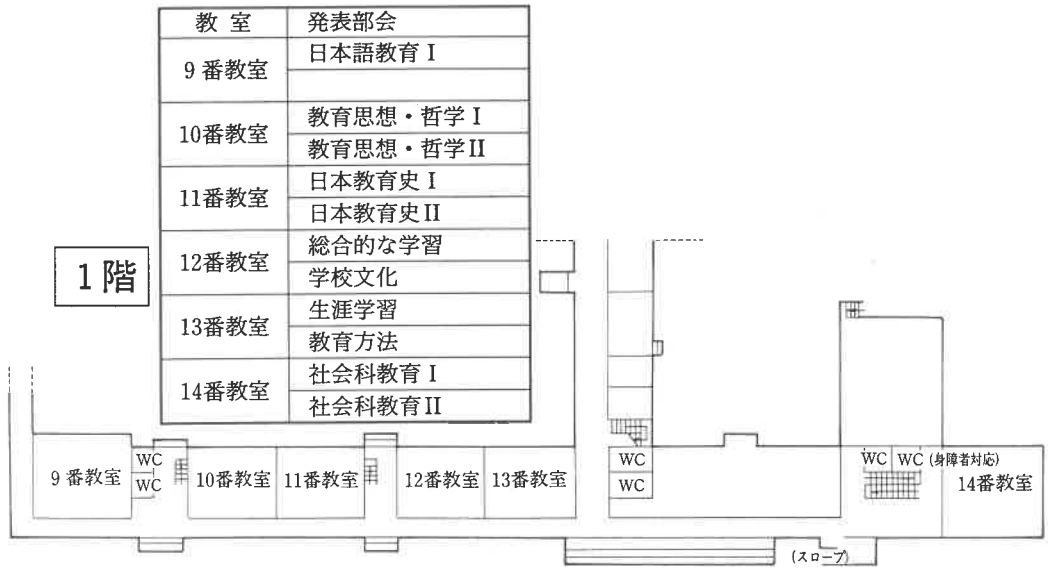 教 室 発表部会
9番教室 日本語教育Ⅰ
10番教室 教育思想・哲学Ⅰ
教育思想・哲学Ⅱ
11番教室 日本教育史Ⅰ
日本教育史Ⅱ
12番教室 総合的な学習
学校文化
13番教室 生涯学習
教育方法
14番教室 社会科教育Ⅰ
社会科教育Ⅱ
1階
9番教室
WC
WC
10番教室
11番教室
12番教室
13番教室
WC
WC
WC
WC (身障者対応)
14番教室
(スロープ)